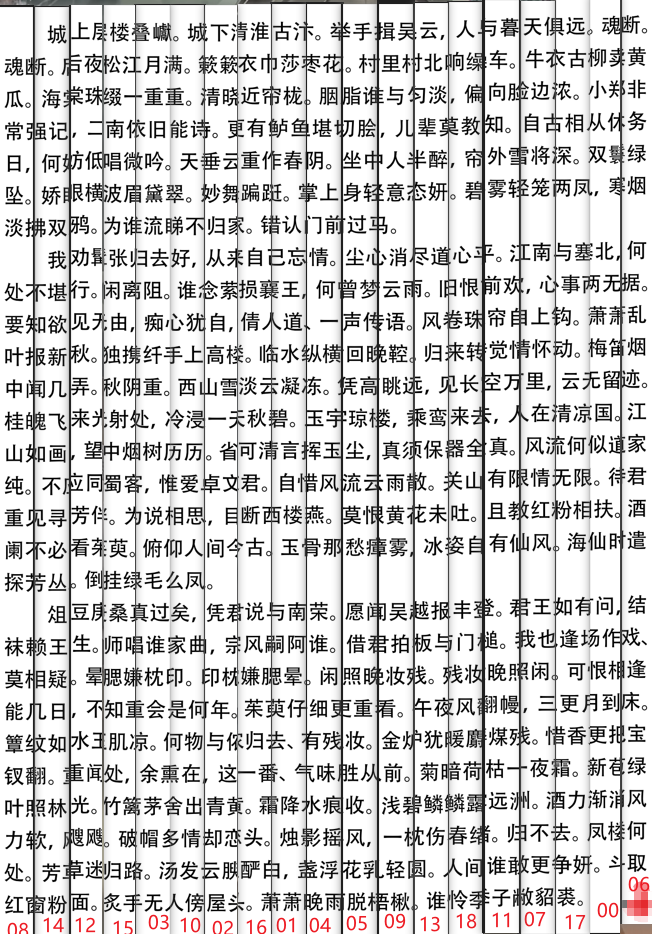 城上层楼叠巘。城下清淮古汴。举手揖吴云，人与暮天俱远。魂断。
魂断。后夜松江月满。簌簌衣巾莎枣花。村里村北响缲车。牛衣古柳卖黄
瓜。海棠珠缀一重重。清晓近帘栊。胭脂谁与匀淡，偏向脸边浓。小郑非
常强记，二南依旧能诗。更有鲈鱼堪切脍，儿辈莫教知。自古相从休务
日，何妨低唱微吟。天垂云重作春阴。坐中人半醉，帘外雪将深。双鬟绿
坠。娇眼横波眉黛翠。妙舞蹁跹。掌上身轻意态妍。碧雾轻笼两凤，寒烟
淡拂双鸦。为谁流睇不归家。错认门前过马。
我劝髯张归去好，从来自己忘情。尘心消尽道心平。江南与塞北，何
处不堪行。闲离阻。谁念萦损襄王，何曾梦云雨。旧恨前欢，心事两无据。
要知欲见无由，痴心犹自，倩人道、一声传语。风卷珠帘自上钩。萧萧乱
叶报新秋。独携纤手上高楼。临水纵横回晚鞚。归来转觉情怀动。梅笛烟
中闻几弄。秋阴重。西山雪淡云凝冻。凭高眺远，见长空万里，云无留迹。
桂魄飞来光射处，冷浸一天秋碧。玉宇琼楼，乘鸾来去，人在清凉国。江
山如画，望中烟树历历。省可清言挥玉尘，真须保器全真。风流何似道家
纯。不应同蜀客，惟爱卓文君。自惜风流云雨散。关山有限情无限。待君
重见寻芳伴。为说相思，目断西楼燕。莫恨黄花未吐。且教红粉相扶。酒
阑不必看茱萸。俯仰人间今古。玉骨那愁瘴雾，冰姿自有仙风。海仙时遣
探芳丛。倒挂绿毛么凤。
俎豆庚桑真过矣，凭君说与南荣。愿闻吴越报丰登。君王如有问，结
袜赖王生。师唱谁家曲，宗风嗣阿谁。借君拍板与门槌。我也逢场作戏、
莫相疑。晕腮嫌枕印。印枕嫌腮晕。闲照晚妆残。残妆晚照闲。可恨相逢
能几日，不知重会是何年。茱萸仔细更重看。午夜风翻幔，三更月到床。
簟纹如水玉肌凉。何物与侬归去、有残妆。金炉犹暖麝煤残。惜香更把宝
钗翻。重闻处，余熏在，这一番、气味胜从前。菊暗荷枯一夜霜。新苞绿
叶照林光。竹篱茅舍出青黄。霜降水痕收。浅碧鳞鳞露远洲。酒力渐消风
力软，飕飕。破帽多情却恋头。烛影摇风，一枕伤春绪。归不去。凤楼何
处。芳草迷归路。汤发云腴酽白，盏浮花乳轻圆。人间谁敢更争妍。斗取
红窗粉面。炙手无人傍屋头。萧萧晚雨脱梧楸。谁怜季子敝貂裘。
08 14 12 15 03 10 02 16 01 04 05 09 13 18 11 07 17 00 06